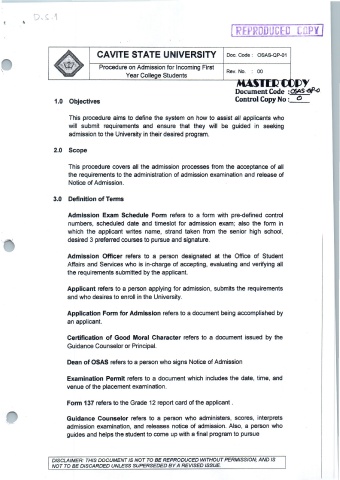 D.S.1
REPRODUCED COPY
CAVITE STATE UNIVERSITY
Doc. Code : OSAS-QP-01
Procedure on Admission for Incoming First
Year College Students
Rev. No. : 00
MASTER COPY
Document Code : OSAS-QP-0
Control Copy No : 0
1.0 Objectives
This procedure aims to define the system on how to assist all applicants who
will submit requirements and ensure that they will be guided in seeking
admission to the University in their desired program.
2.0 Scope
This procedure covers all the admission processes from the acceptance of all
the requirements to the administration of admission examination and release of
Notice of Admission.
3.0 Definition of Terms
Admission Exam Schedule Form refers to a form with pre-defined control
numbers, scheduled date and timeslot for admission exam; also the form in
which the applicant writes name, strand taken from the senior high school,
desired 3 preferred courses to pursue and signature.
Admission Officer refers to a person designated at the Office of Student
Affairs and Services who is in-charge of accepting, evaluating and verifying all
the requirements submitted by the applicant.
Applicant refers to a person applying for admission, submits the requirements
and who desires to enroll in the University.
Application Form for Admission refers to a document being accomplished by
an applicant.
Certification of Good Moral Character refers to a document issued by the
Guidance Counselor or Principal.
Dean of OSAS refers to a person who signs Notice of Admission
Examination Permit refers to a document which includes the date, time, and
venue of the placement examination.
Form 137 refers to the Grade 12 report card of the applicant .
Guidance Counselor refers to a person who administers, scores, interprets
admission examination, and releases notice of admission. Also, a person who
guides and helps the student to come up with a final program to pursue
DISCLAIMER: THIS DOCUMENT IS NOT TO BE REPRODUCED WITHOUT PERMISSION; AND IS
NOT TO BE DISCARDED UNLESS SUPERSEDED BY A REVISED ISSUE.